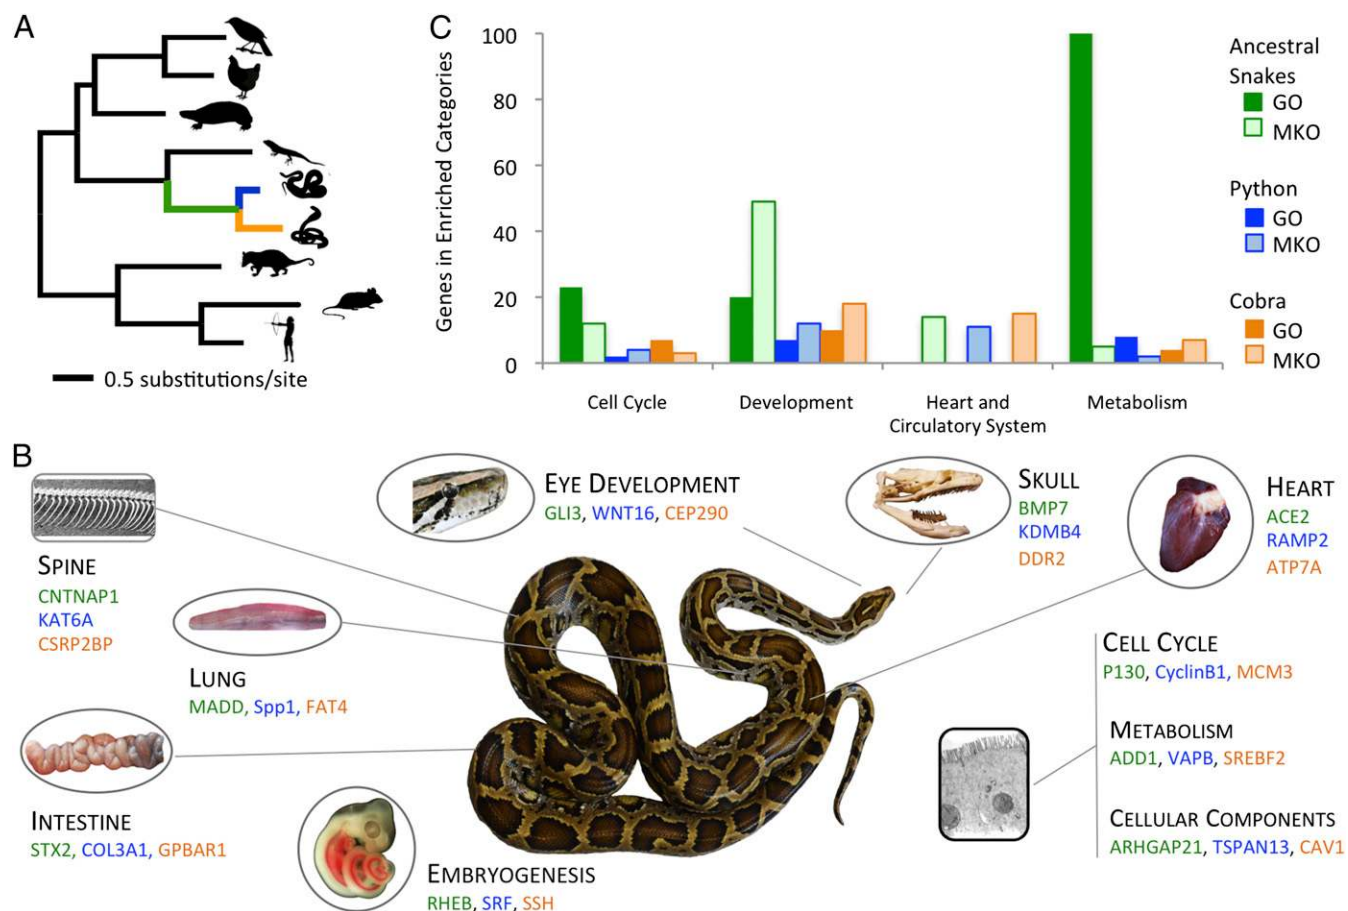 A
0.5 substitutions/site
C
Genes in Enriched Categories
100
80
60
40
20
0
Cell Cycle
Development
Heart and
Circulatory System
Metabolism
Ancestral
Snakes
GO
MKO
Python
GO
MKO
Cobra
GO
MKO
B
SPINE
CNTNAP1
KAT6A
CSRP2BP
LUNG
MADD, Spp1, FAT4
INTESTINE
STX2, COL3A1, GPBAR1
EMBRYOGENESIS
RHEB, SRF, SSH
EYE DEVELOPMENT
GLI3, WNT16, CEP290
SKULL
BMP7
KDMB4
DDR2
HEART
ACE2
RAMP2
ATP7A
CELL CYCLE
P130, CyclinB1, MCM3
METABOLISM
ADD1, VAPB, SREBF2
CELLULAR COMPONENTS
ARHGAP21, TSPAN13, CAV1